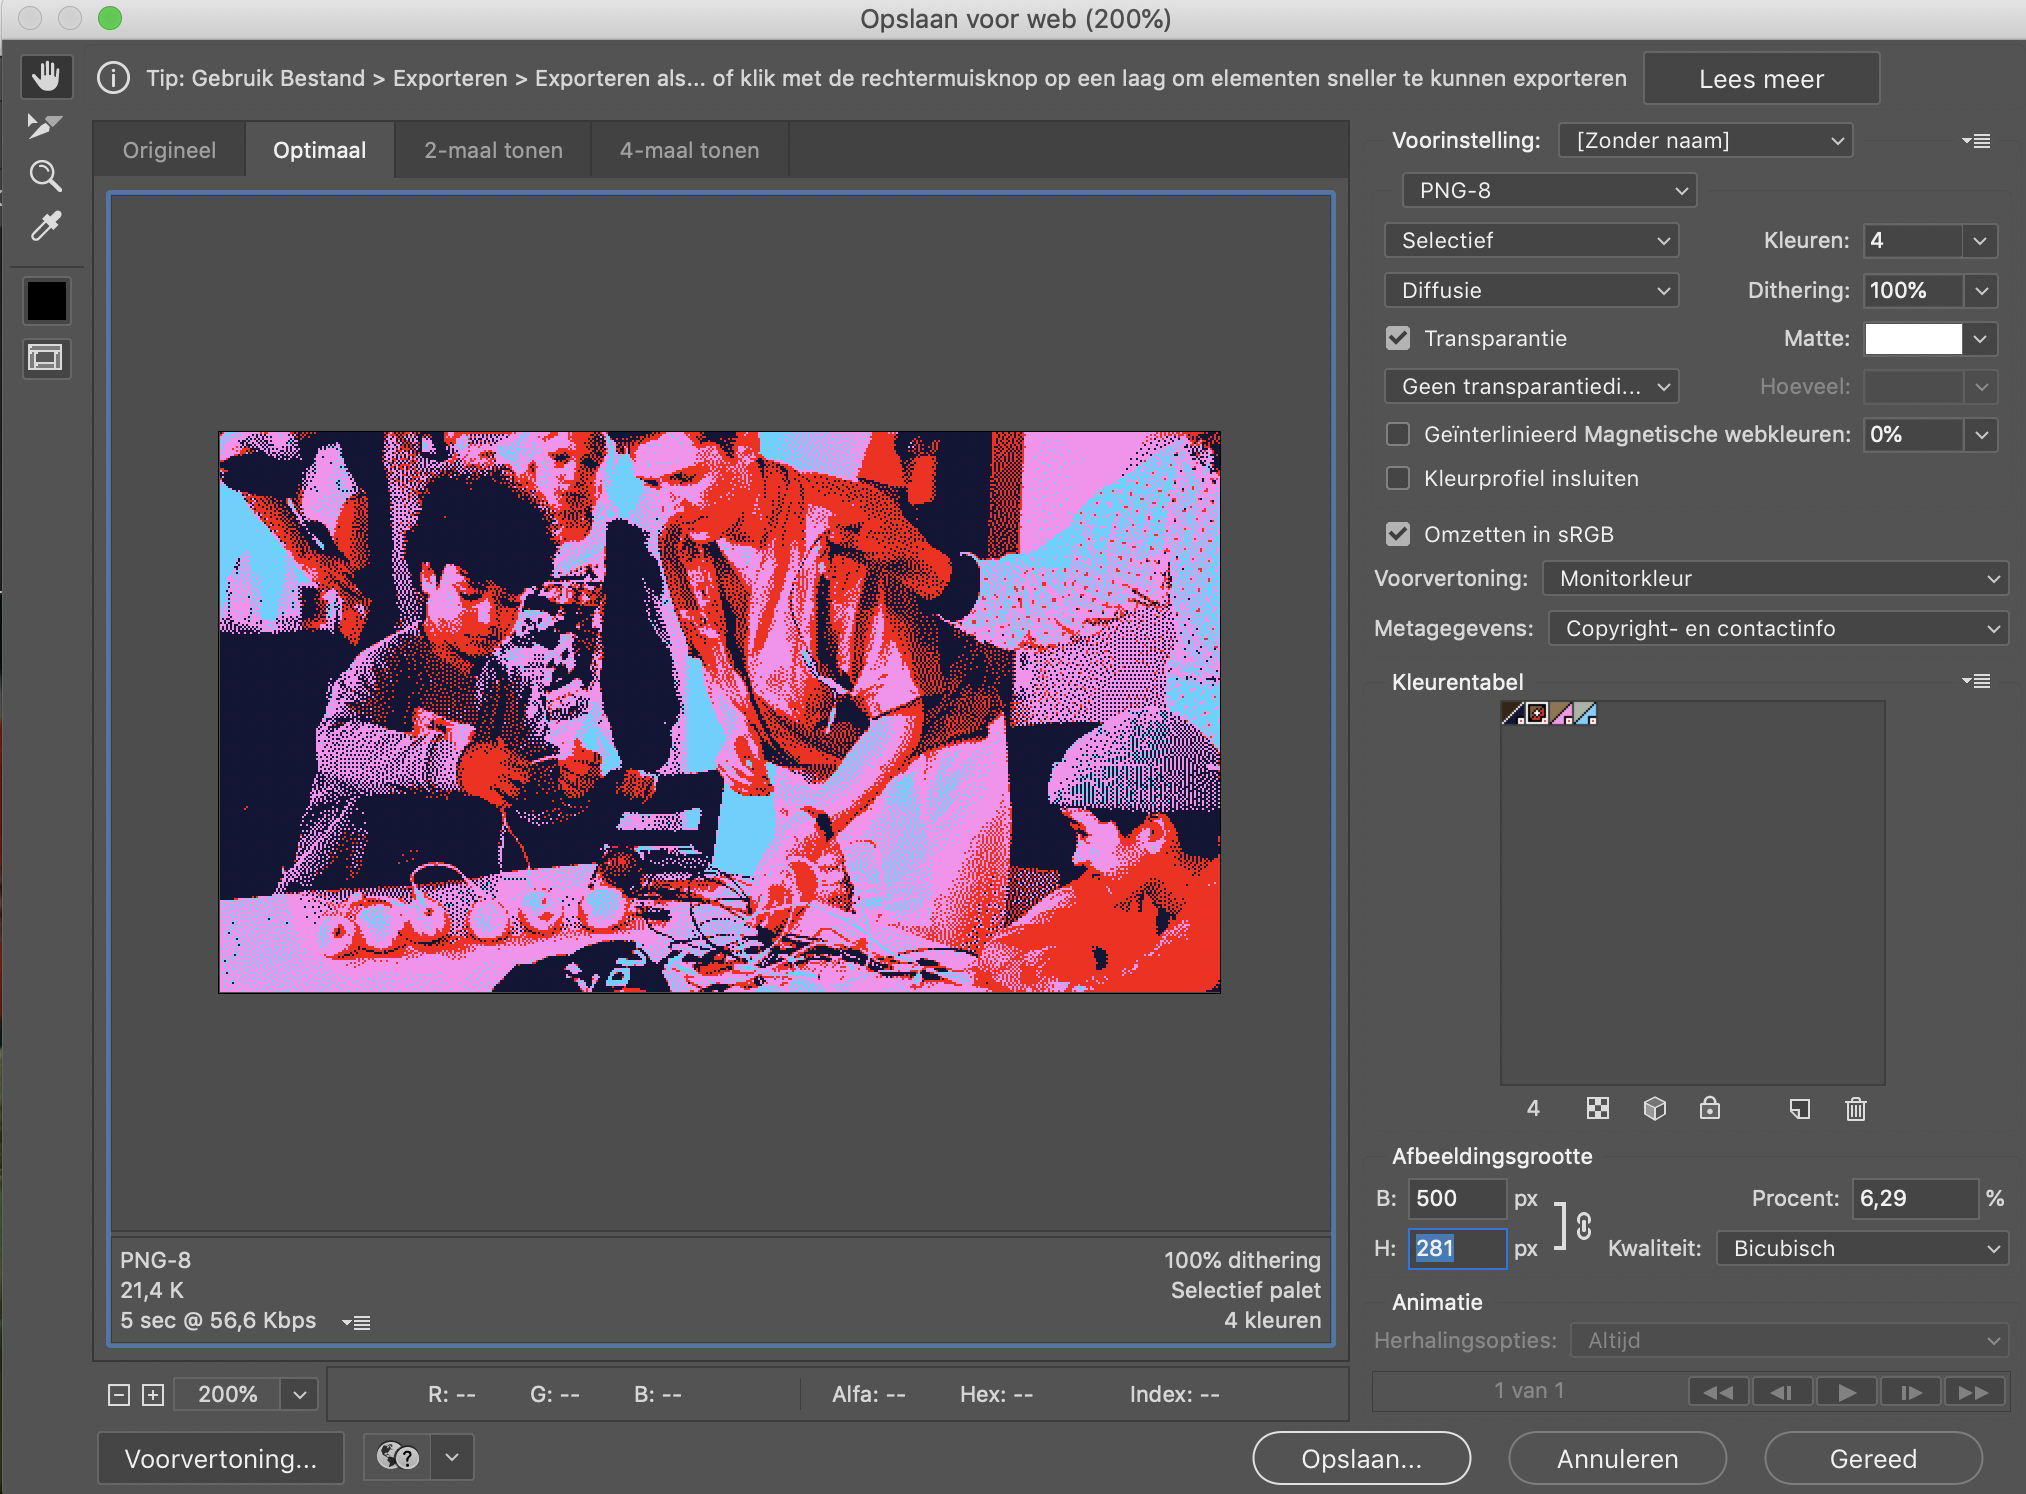 Opslaan voor web (200%)
Tip: Gebruik Bestand > Exporteren > Exporteren als... of klik met de rechtermuisknop op een laag om elementen sneller te kunnen exporteren
Lees meer
Origineel
Optimaal
2-maal tonen
4-maal tonen
Voorinstelling: [Zonder naam]
PNG-8
Selectief
Kleuren: 4
Diffusie
Dithering: 100%
Transparantie
Matte:
Geen transparantiedi...
Hoeveel:
Geïnterlinieerd
Magnetische webkleuren: 0%
Kleurprofiel insluiten
Omzetten in sRGB
Voorvertoning: Monitorkleur
Metagegevens: Copyright- en contactinfo
Kleurentabel
4
Afbeeldingsgrootte
B: 500 px
Procent: 6,29 %
H: 281 px
Kwaliteit: Bicubisch
Animatie
Herhalingsopties: Altijd
1 van 1
PNG-8
21,4 K
5 sec @ 56,6 Kbps
100% dithering
Selectief palet
4 kleuren
200%
R: --
G: --
B: --
Alfa: --
Hex: --
Index: --
Voorvertoning...
Opslaan...
Annuleren
Gereed